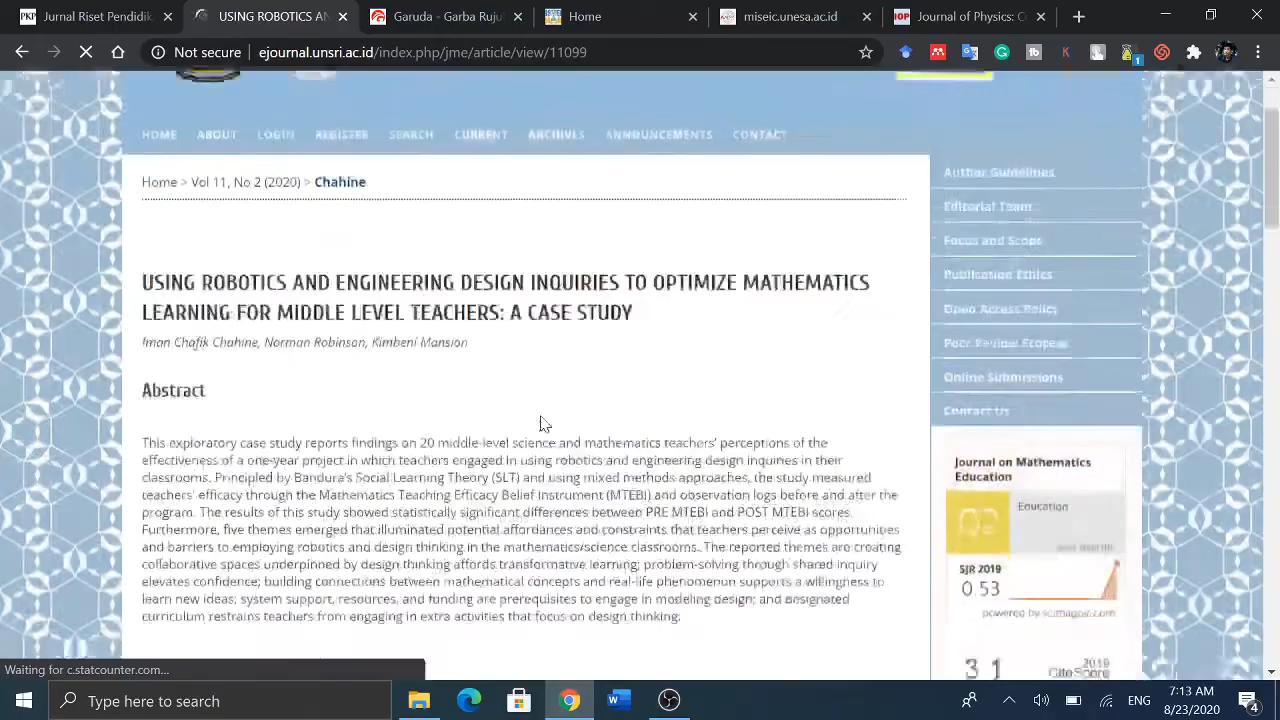 Jurnal Riset Pendidik
USING ROBOTICS AN
Garuda - Garba Ruju
Home
miseic.unesa.ac.id
Journal of Physics: C
Not secure
ejournal.unsri.ac.id/index.php/jme/article/view/11099
HOME ABOUT LOGIN REGISTER SEARCH CURRENT ARCHIVES ANNOUNCEMENTS CONTACT
Home > Vol 11, No 2 (2020) > Chahine
USING ROBOTICS AND ENGINEERING DESIGN INQUIRIES TO OPTIMIZE MATHEMATICS
LEARNING FOR MIDDLE LEVEL TEACHERS: A CASE STUDY
Iman Chafik Chahine, Norman Robinson, Kimbeni Mansion
Abstract
This exploratory case study reports findings on 20 middle-level science and mathematics teachers' perceptions of the
effectiveness of a one-year project in which teachers engaged in using robotics and engineering design inquiries in their
classrooms. Principled by Bandura's Social Learning Theory (SLT) and using mixed methods approaches, the study measured
teachers' efficacy through the Mathematics Teaching Efficacy Belief Instrument (MTEBI) and observation logs before and after the
program. The results of this study showed statistically significant differences between PRE MTEBI and POST MTEBI scores.
Furthermore, five themes emerged that illuminated potential affordances and constraints that teachers perceive as opportunities
and barriers to employing robotics and design thinking in the mathematics/science classrooms. The reported themes are creating
collaborative spaces underpinned by design thinking affords transformative learning; problem-solving through shared inquiry
elevates confidence; building connections between mathematical concepts and real-life phenomenon supports a willingness to
learn new ideas; system support, resources, and funding are prerequisites to engage in modeling design; and designated
curriculum restrains teachers from engaging in extra activities that focus on design thinking.
Author Guidelines
Editorial Team
Focus and Scope
Publication Ethics
Open Access Policy
Peer Review Scopes
Online Submissions
Contact Us
Journal on Mathematics
Education
Education
SJR 2019
0.53
powered by scimagojr.com
3.1
2019
CiteScore
Waiting for c.statcounter.com...
Type here to search
ENG
7:13 AM
8/23/2020
4